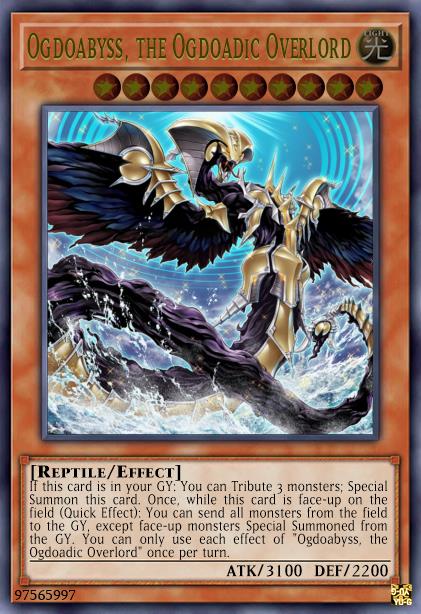 OGDOABYSS, THE OGDOADIC OVERLORD
LIGHT
光
[REPTILE/EFFECT]
If this card is in your GY: You can Tribute 3 monsters; Special
Summon this card. Once, while this card is face-up on the
field (Quick Effect): You can send all monsters from the field
to the GY, except face-up monsters Special Summoned from
the GY. You can only use each effect of "Ogdoabyss, the
Ogdoadic Overlord" once per turn.
ATK/3100 DEF/2200
97565997